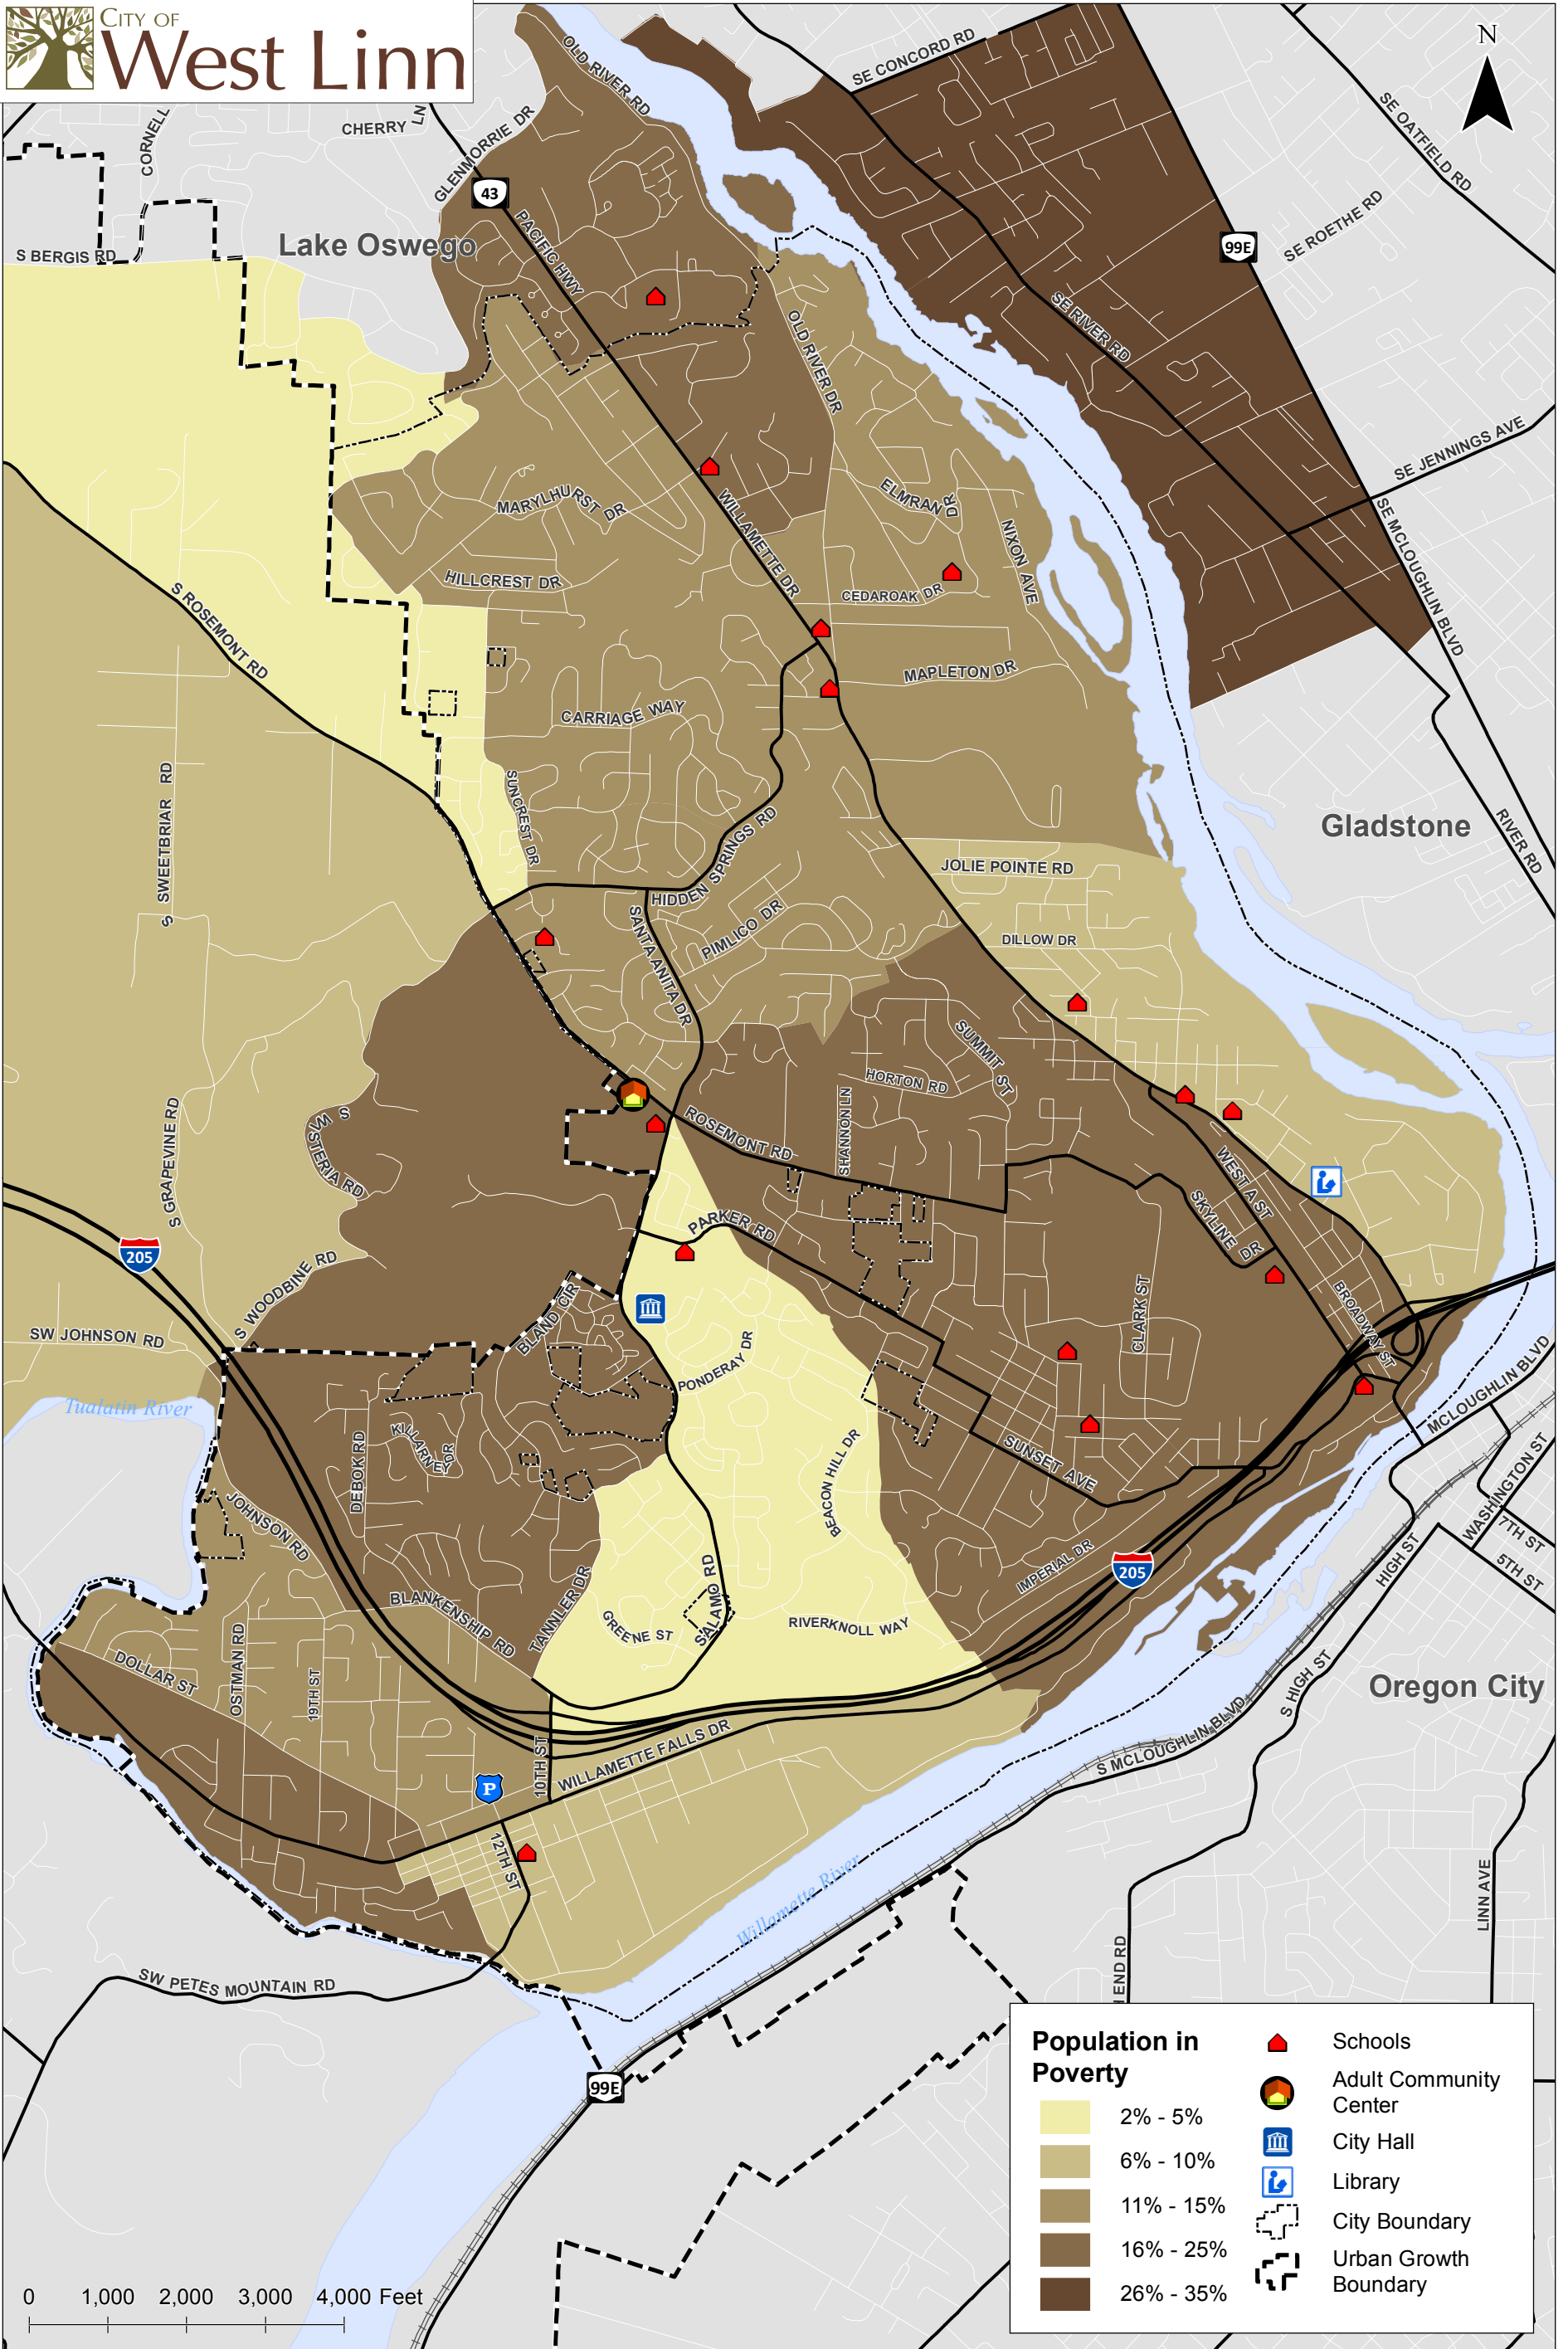 CITY OF
West Linn
N
CORNELL
CHERRY LN
GLENMORRIE DR
OLD RIVER RD
SE CONCORD RD
SE OATFIELD RD
43
PACIFIC HWY
Lake Oswego
S BERGIS RD
99E
SE ROETHE RD
SE RIVER RD
OLD RIVER DR
SE JENNINGS AVE
SE MCLOUGHLIN BLVD
MARYLHURST DR
WILLAMETTE DR
ELMRAN DR
NIXON AVE
HILLCREST DR
CEDAROAK DR
S ROSEMONT RD
MAPLETON DR
CARRIAGE WAY
SUNCREST DR
S SWEETBRIAR RD
HIDDEN SPRINGS RD
Gladstone
RIVER RD
JOLIE POINTE RD
SANTA ANITA DR
PIMLICO DR
DILLOW DR
SUMMIT ST
HORTON RD
SHANNON LN
ROSEMONT RD
S WISTERIA RD
S GRAPEVINE RD
WEST A ST
SKYLINE DR
PARKER RD
205
S WOODBINE RD
SW JOHNSON RD
BLAND CIR
PONDERAY DR
CLARK ST
BROADWAY ST
MCLOUGHLIN BLVD
Tualatin River
KILLARNEY DR
DEBOK RD
BEACON HILL DR
SUNSET AVE
WASHINGTON ST
7TH ST
5TH ST
HIGH ST
JOHNSON RD
IMPERIAL DR
205
BLANKENSHIP RD
TANNLER DR
GREENE ST
SALAMO RD
RIVERKNOLL WAY
DOLLAR ST
OSTMAN RD
19TH ST
S HIGH ST
Oregon City
10TH ST
WILLAMETTE FALLS DR
S MCLOUGHLIN BLVD
P
12TH ST
Willamette River
LINN AVE
END RD
SW PETES MOUNTAIN RD
99E
Population in
Poverty
2% - 5%
6% - 10%
11% - 15%
16% - 25%
26% - 35%
Schools
Adult Community
Center
City Hall
Library
City Boundary
Urban Growth
Boundary
0 1,000 2,000 3,000 4,000 Feet